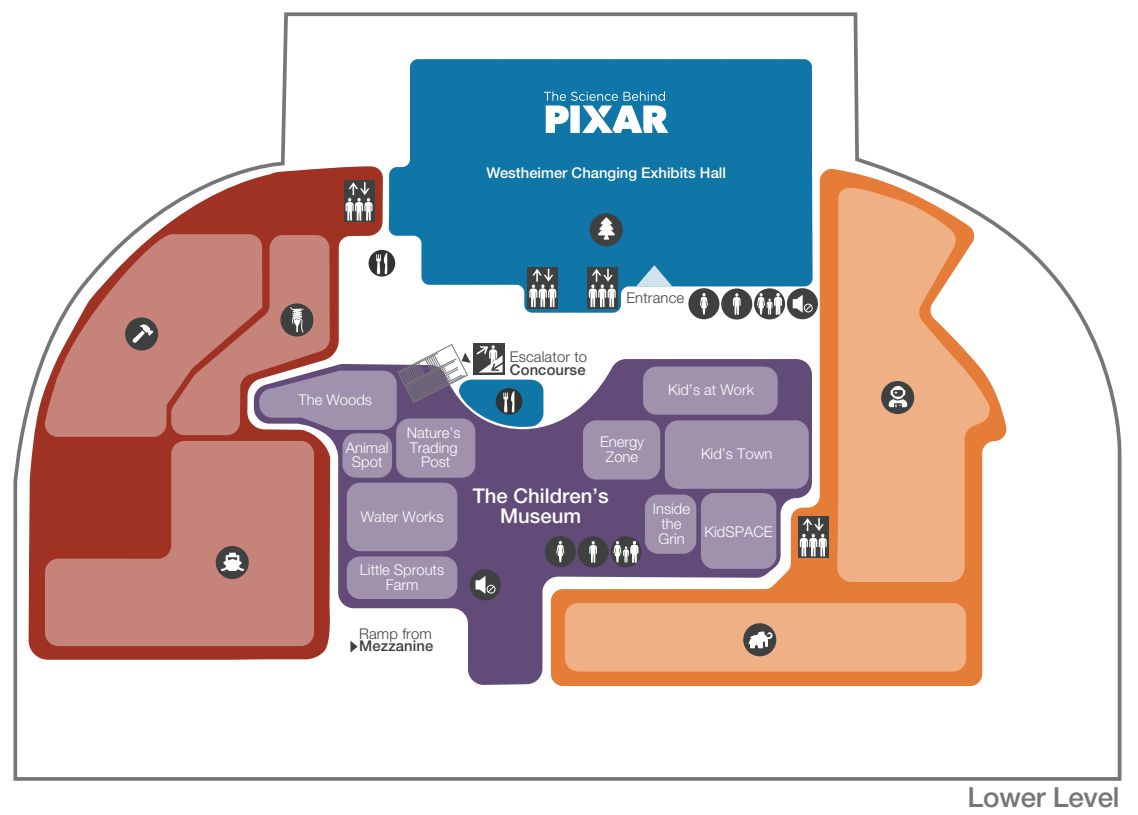 The Science Behind
PIXAR
Westheimer Changing Exhibits Hall
Entrance
Escalator to
Concourse
The Woods
Kid's at Work
Animal
Spot
Nature's
Trading
Post
Energy
Zone
Kid's Town
The Children's
Museum
Water Works
Inside
the
Grin
KidSPACE
Little Sprouts
Farm
Ramp from
Mezzanine
Lower Level